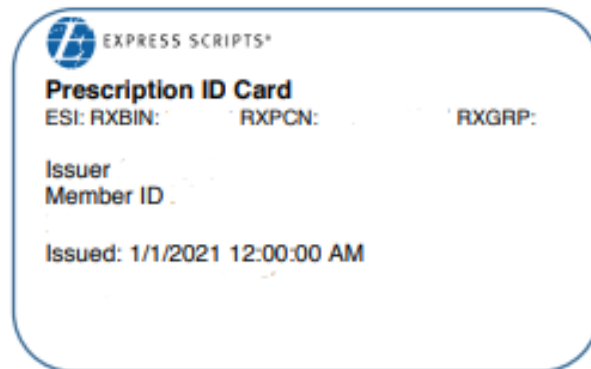 EXPRESS SCRIPTS®
Prescription ID Card
ESI: RXBIN: RXPCN: RXGRP:
Issuer
Member ID
Issued: 1/1/2021 12:00:00 AM